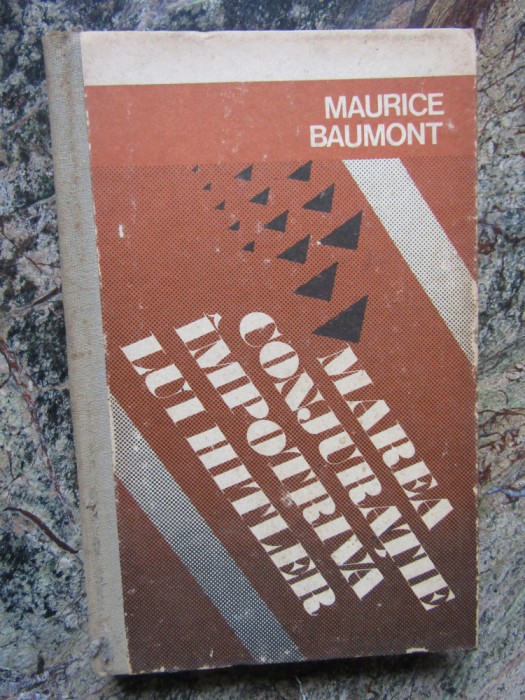 MAURICE
BAUMONT
MAREA
CONJURAȚIE
ÎMPOTRIVA
LUI HITLER